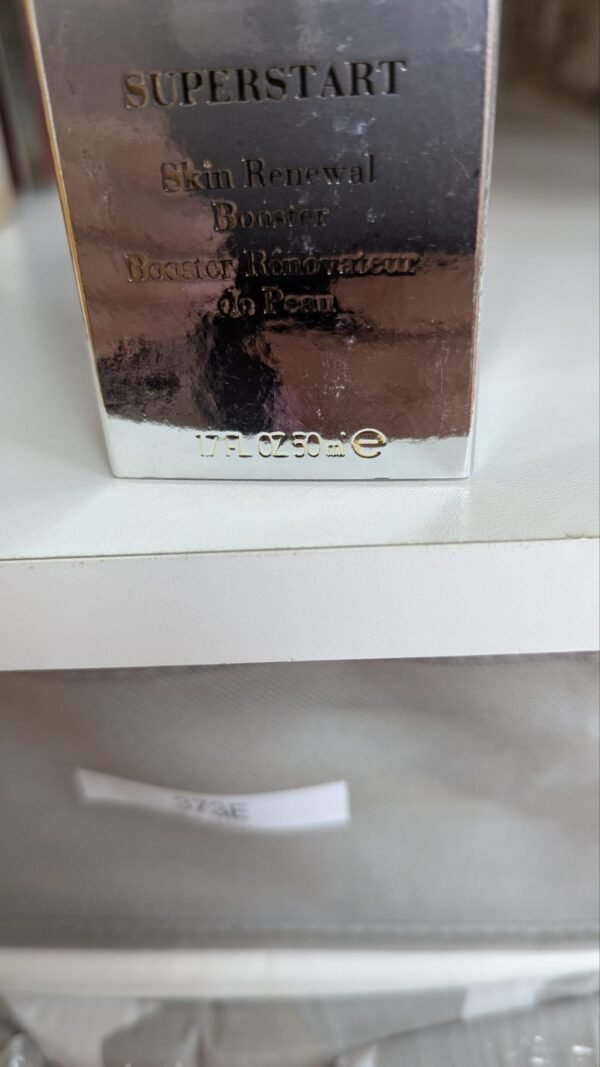 SUPERSTART
Skin Renewal
Booster
Booster Rénovateur
de Peau
1.7 FL OZ 50 ml e
373E